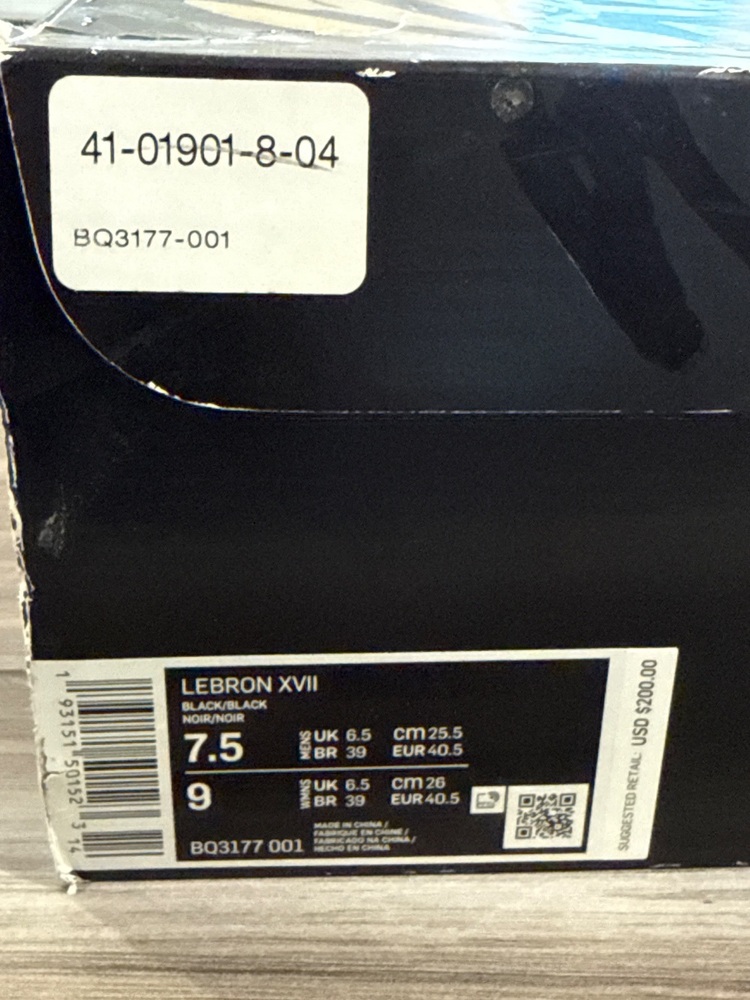 41-01901-8-04
BQ3177-001
LEBRON XVII
BLACK/BLACK
NOIR/NOIR
7.5
MENS
UK 6.5
BR 39
cm 25.5
EUR 40.5
9
WMNS
UK 6.5
BR 39
cm 26
EUR 40.5
BQ3177 001
MADE IN CHINA /
FABRIQUE EN CHINE /
FABRICADO NA CHINA /
HECHO EN CHINA
1 93151 50152 3 14
SUGGESTED RETAIL: USD $200.00